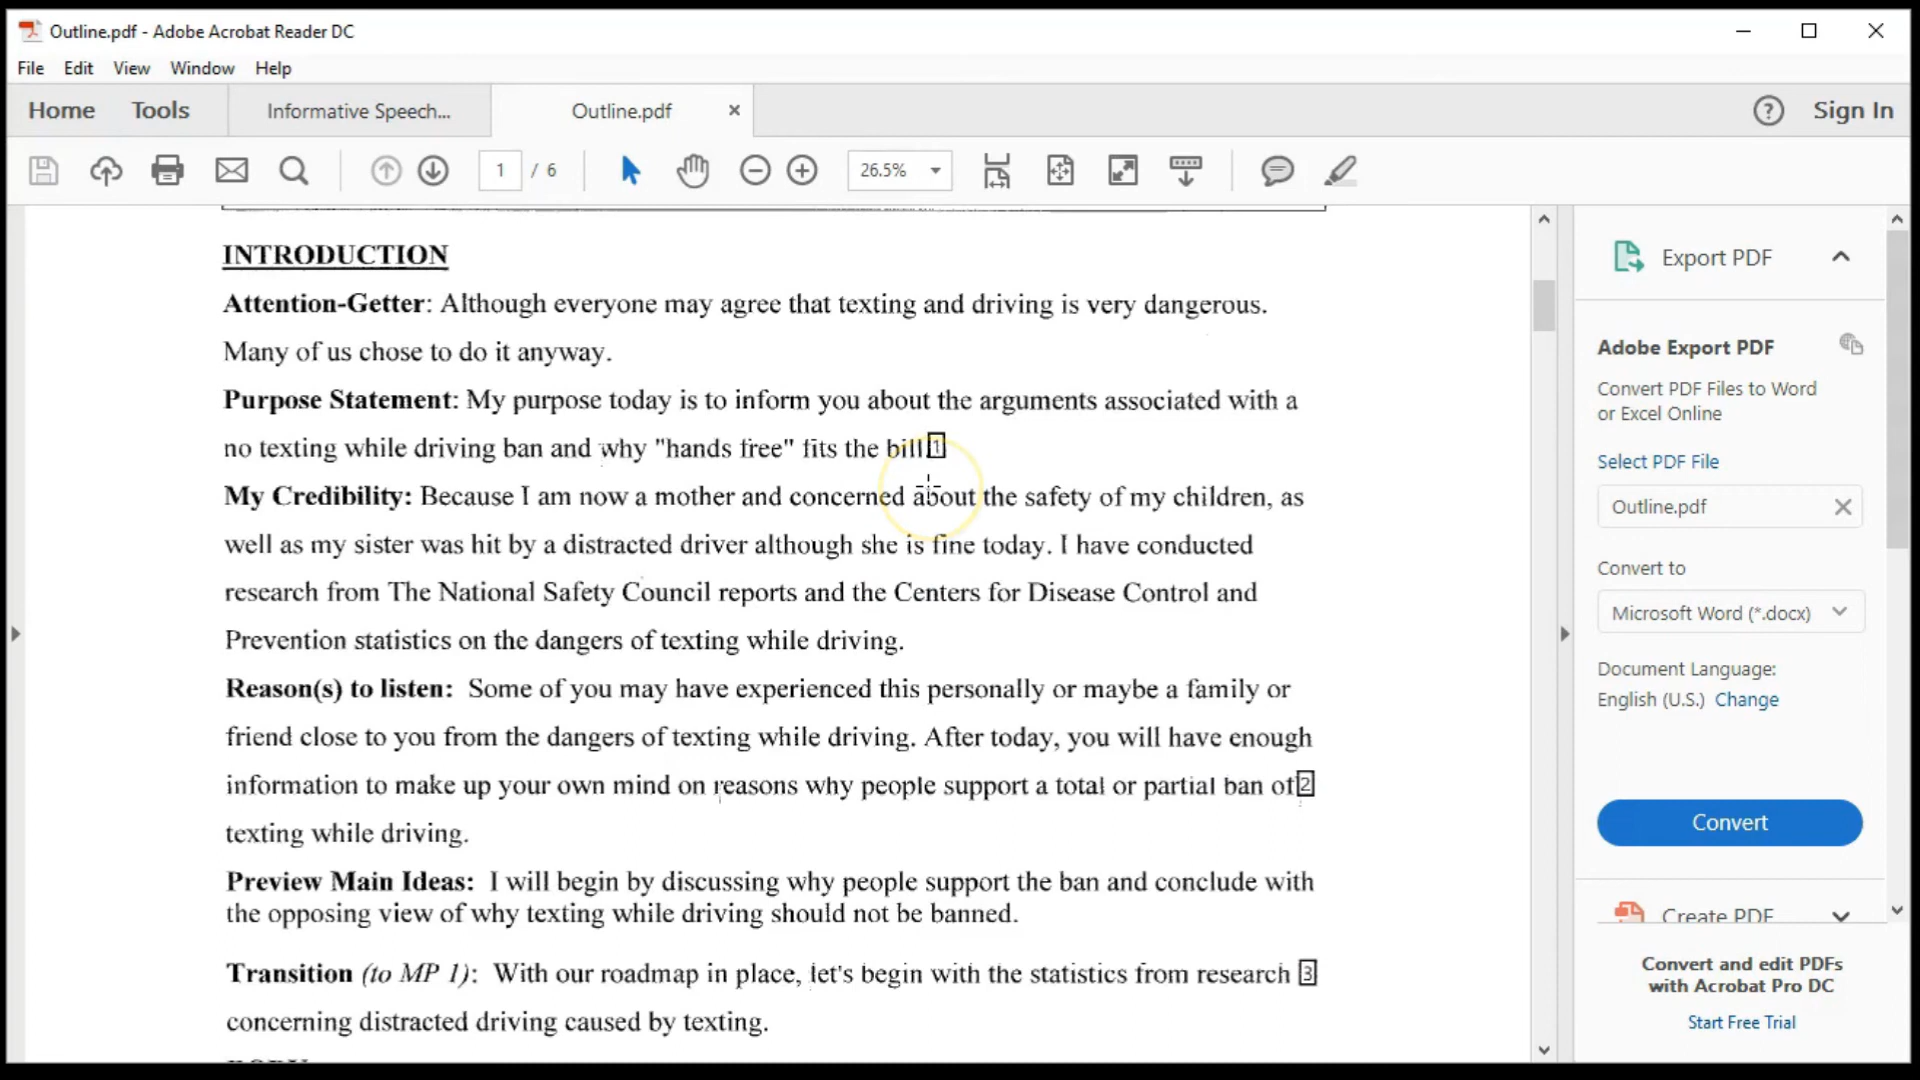 Outline.pdf - Adobe Acrobat Reader DC
File Edit View Window Help
Home Tools Informative Speech... Outline.pdf × ? Sign In
1 / 6 26.5%
INTRODUCTION
Attention-Getter: Although everyone may agree that texting and driving is very dangerous.
Many of us chose to do it anyway.
Purpose Statement: My purpose today is to inform you about the arguments associated with a
no texting while driving ban and why "hands free" fits the bill.1
My Credibility: Because I am now a mother and concerned about the safety of my children, as
well as my sister was hit by a distracted driver although she is fine today. I have conducted
research from The National Safety Council reports and the Centers for Disease Control and
Prevention statistics on the dangers of texting while driving.
Reason(s) to listen: Some of you may have experienced this personally or maybe a family or
friend close to you from the dangers of texting while driving. After today, you will have enough
information to make up your own mind on reasons why people support a total or partial ban of 2
texting while driving.
Preview Main Ideas: I will begin by discussing why people support the ban and conclude with
the opposing view of why texting while driving should not be banned.
Transition (to MP 1): With our roadmap in place, let's begin with the statistics from research 3
concerning distracted driving caused by texting.
Export PDF
Adobe Export PDF
Convert PDF Files to Word
or Excel Online
Select PDF File
Outline.pdf
Convert to
Microsoft Word (*.docx)
Document Language:
English (U.S.) Change
Convert
Create PDF
Convert and edit PDFs
with Acrobat Pro DC
Start Free Trial